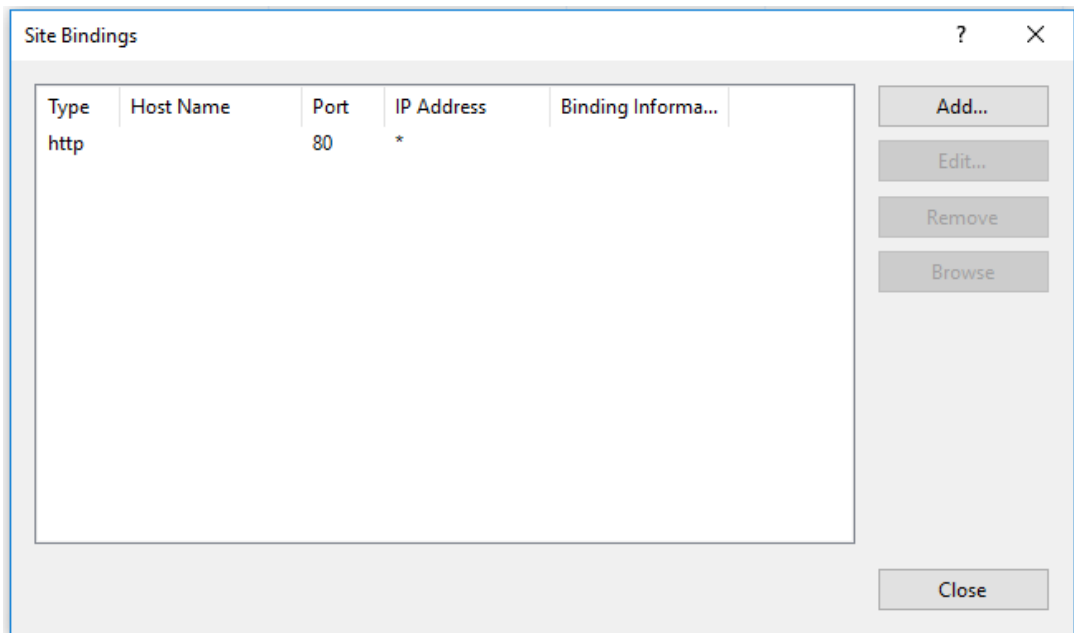 Site Bindings ? ×
Type Host Name Port IP Address Binding Informa...
http 80 *
Add...
Edit...
Remove
Browse
Close